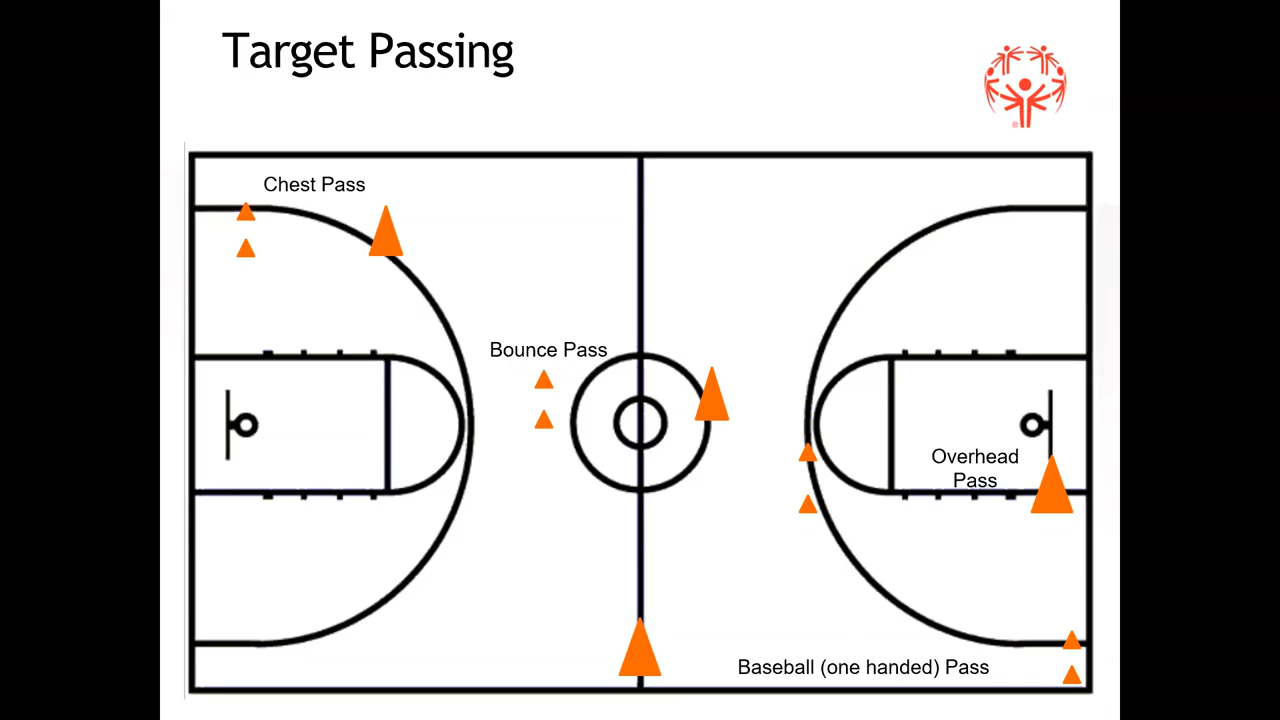 Target Passing
Chest Pass
Bounce Pass
Overhead
Pass
Baseball (one handed) Pass